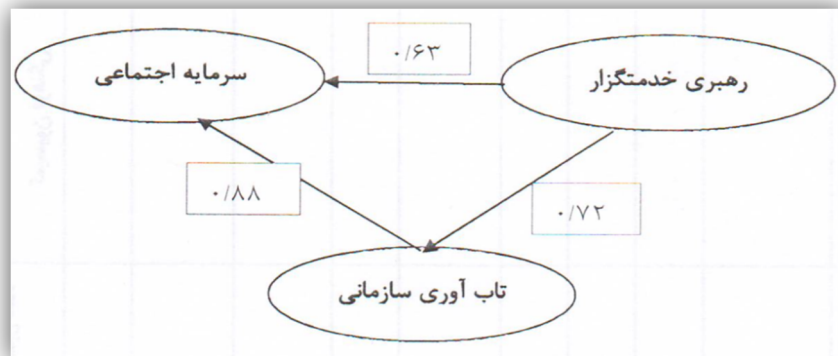 ۰/۶۳
رهبری خدمتگزار
سرمایه اجتماعی
۰/۷۲
۰/۸۸
تاب آوری سازمانی